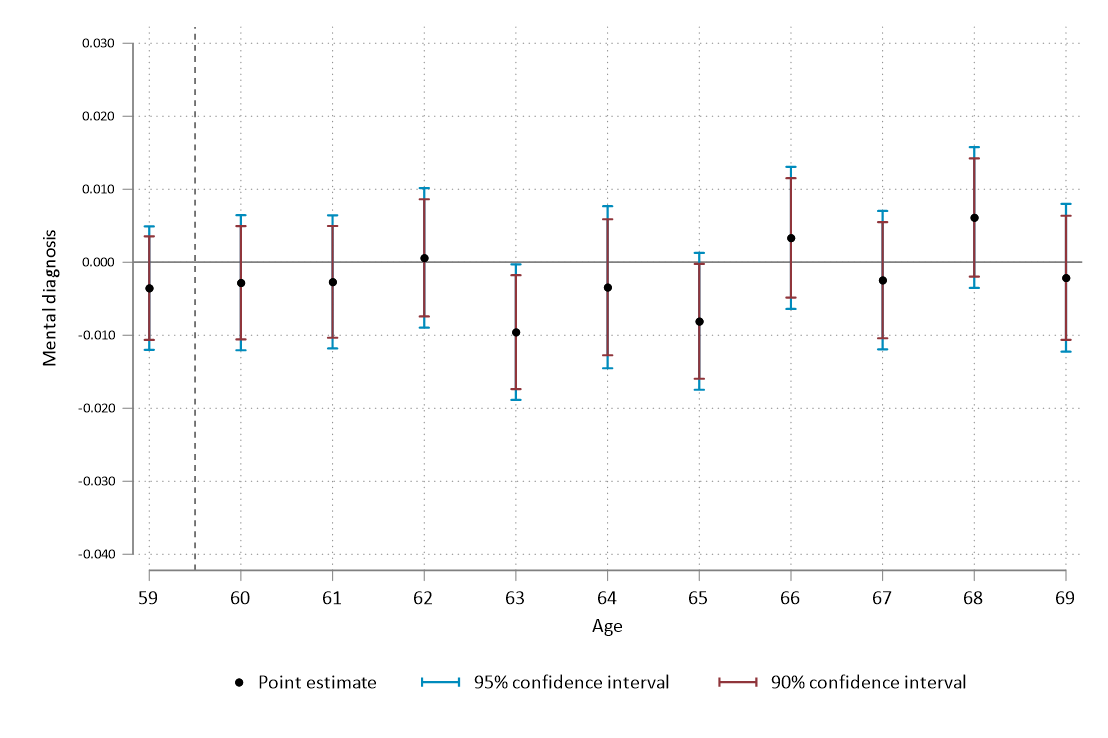 0.030
0.020
0.010
0.000
-0.010
-0.020
-0.030
-0.040
Mental diagnosis
59 60 61 62 63 64 65 66 67 68 69
Age
Point estimate 95% confidence interval 90% confidence interval